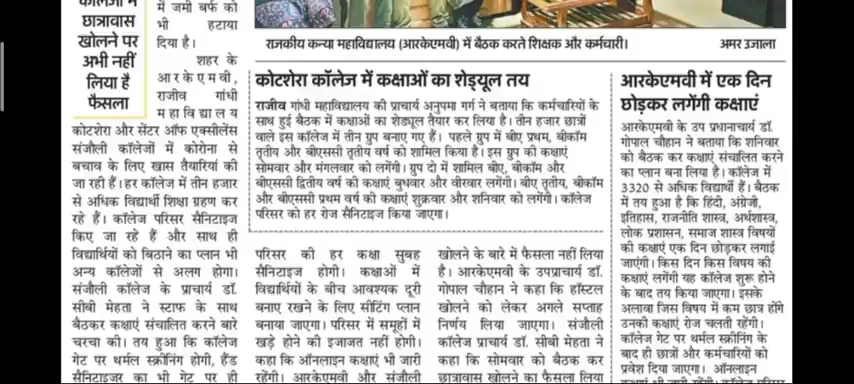 छात्रावास
खोलने पर
अभी नहीं
लिया है
फैसला
में जमी बर्फ को
भी हटाया
दिया है।
शहर के
आरकेएमवी,
राजीव गांधी
महाविद्यालय
कोटशेरा और सेंटर ऑफ एक्सीलेंस
संजौली कॉलेजों में कोरोना से
बचाव के लिए खास तैयारियां की
जा रही हैं। हर कॉलेज में तीन हजार
से अधिक विद्यार्थी शिक्षा ग्रहण कर
रहे हैं। कॉलेज परिसर सैनिटाइज
किए जा रहे हैं और साथ ही
विद्यार्थियों को बिठाने का प्लान भी
अन्य कॉलेजों से अलग होगा।
संजौली कॉलेज के प्राचार्य डॉ.
सीबी मेहता ने स्टाफ के साथ
बैठकर कक्षाएं संचालित करने बारे
चरचा की। तय हुआ कि कॉलेज
गेट पर थर्मल स्क्रीनिंग होगी, हैंड
सैनिटाइजर का भी गेट पर ही
राजकीय कन्या महाविद्यालय (आरकेएमवी) में बैठक करते शिक्षक और कर्मचारी।
अमर उजाला
कोटशेरा कॉलेज में कक्षाओं का शेड्यूल तय
राजीव गांधी महाविद्यालय की प्राचार्य अनुपमा गर्ग ने बताया कि कर्मचारियों के
साथ हुई बैठक में कक्षाओं का शेड्यूल तैयार कर लिया है। तीन हजार छात्रों
वाले इस कॉलेज में तीन ग्रुप बनाए गए हैं। पहले ग्रुप में बीए प्रथम, बीकॉम
तृतीय और बीएससी तृतीय वर्ष को शामिल किया है। इस ग्रुप की कक्षाएं
सोमवार और मंगलवार को लगेंगी। ग्रुप दो में शामिल बीए, बीकॉम और
बीएससी द्वितीय वर्ष की कक्षाएं बुधवार और वीरवार लगेंगी। बीए तृतीय, बीकॉम
और बीएससी प्रथम वर्ष की कक्षाएं शुक्रवार और शनिवार को लगेंगी। कॉलेज
परिसर को हर रोज सैनिटाइज किया जाएगा।
परिसर की हर कक्षा सुबह
सैनिटाइज होगी। कक्षाओं में
विद्यार्थियों के बीच आवश्यक दूरी
बनाए रखने के लिए सीटिंग प्लान
बनाया जाएगा। परिसर में समूहों में
खड़े होने की इजाजत नहीं होगी।
कहा कि ऑनलाइन कक्षाएं भी जारी
रहेंगी। आरकेएमवी और संजौली
खोलने के बारे में फैसला नहीं लिया
है। आरकेएमवी के उपप्राचार्य डॉ.
गोपाल चौहान ने कहा कि हॉस्टल
खोलने को लेकर अगले सप्ताह
निर्णय लिया जाएगा। संजौली
कॉलेज प्राचार्य डॉ. सीबी मेहता ने
कहा कि सोमवार को बैठक कर
छात्रावास खोलने का फैसला लिया
आरकेएमवी में एक दिन
छोड़कर लगेंगी कक्षाएं
आरकेएमवी के उप प्रधानाचार्य डॉ.
गोपाल चौहान ने बताया कि शनिवार
को बैठक कर कक्षाएं संचालित करने
का प्लान बना लिया है। कॉलेज में
3320 से अधिक विद्यार्थी हैं। बैठक
में तय हुआ है कि हिंदी, अंग्रेजी,
इतिहास, राजनीति शास्त्र, अर्थशास्त्र,
लोक प्रशासन, समाज शास्त्र विषयों
की कक्षाएं एक दिन छोड़कर लगाई
जाएंगी। किस दिन किस विषय की
कक्षाएं लगेंगी यह कॉलेज शुरू होने
के बाद तय किया जाएगा। इसके
अलावा जिस विषय में कम छात्र होंगे
उनकी कक्षाएं रोज चलती रहेंगी।
कॉलेज गेट पर थर्मल स्क्रीनिंग के
बाद ही छात्रों और कर्मचारियों को
प्रवेश दिया जाएगा। ऑनलाइन